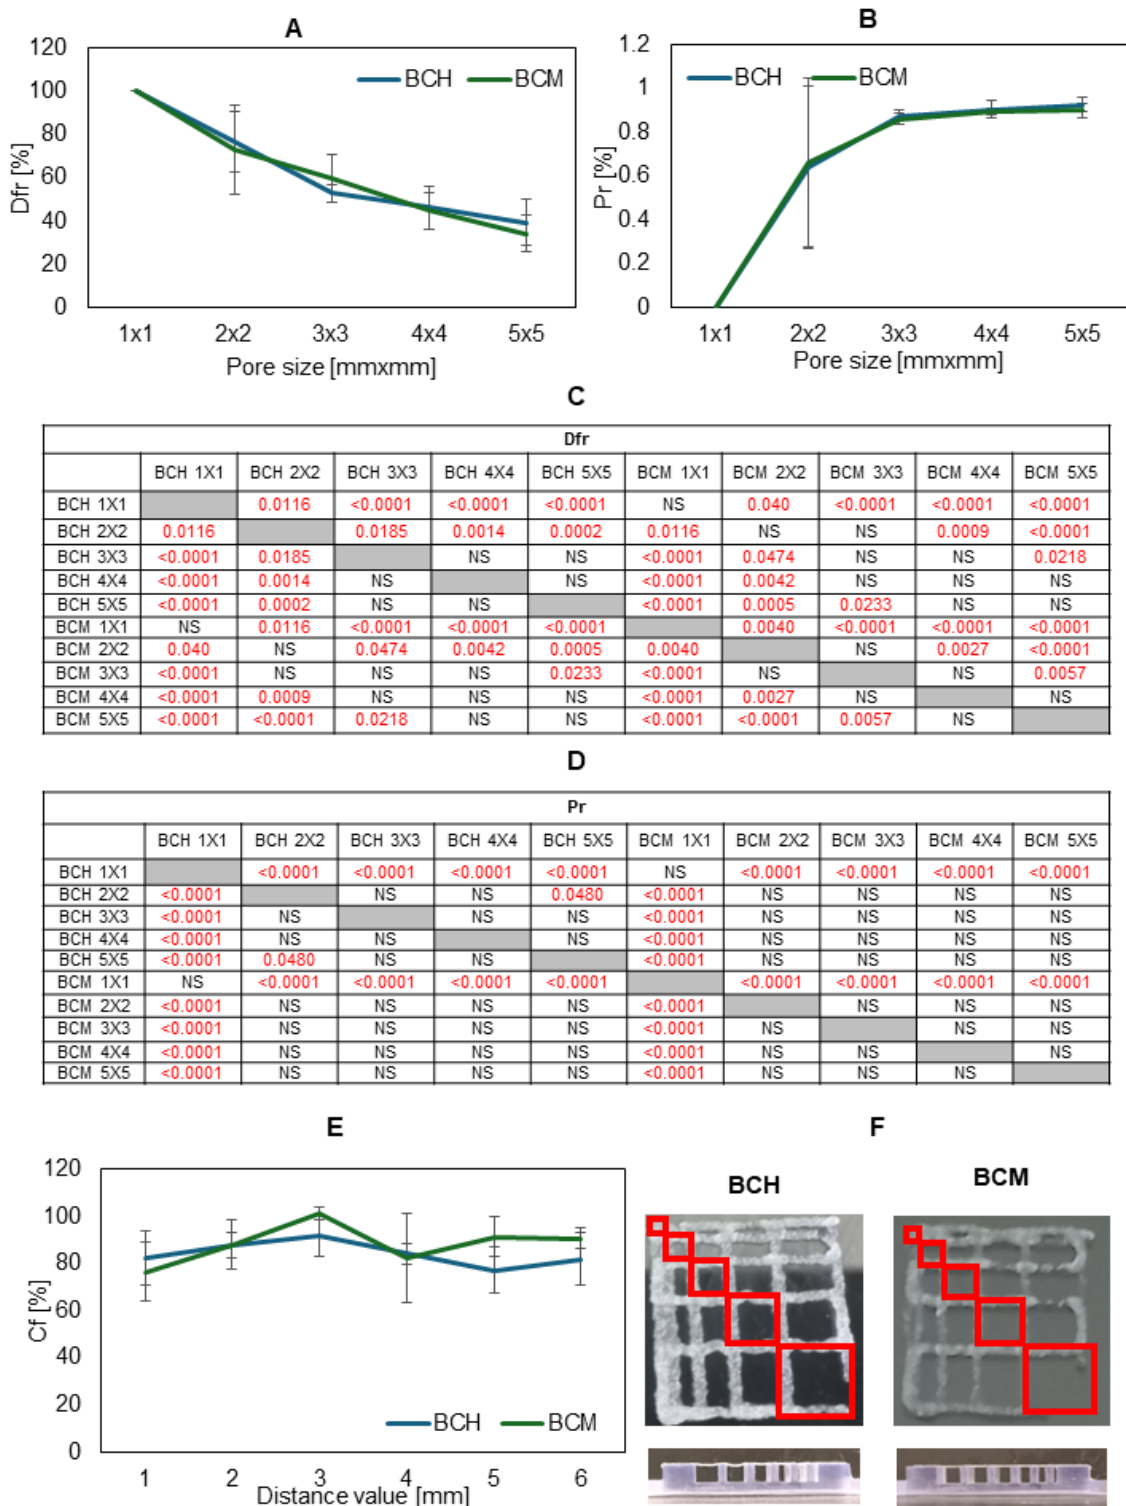 A
120
100
80
60
40
20
0
Dfr [%]
BCH
BCM
1x1 2x2 3x3 4x4 5x5
Pore size [mmxmm]
B
1.2
1
0.8
0.6
0.4
0.2
0
Pr [%]
BCH
BCM
1x1 2x2 3x3 4x4 5x5
Pore size [mmxmm]
C
Dfr
BCH 1X1 BCH 2X2 BCH 3X3 BCH 4X4 BCH 5X5 BCM 1X1 BCM 2X2 BCM 3X3 BCM 4X4 BCM 5X5
BCH 1X1 0.0116 <0.0001 <0.0001 <0.0001 NS 0.040 <0.0001 <0.0001 <0.0001
BCH 2X2 0.0116 0.0185 0.0014 0.0002 0.0116 NS NS 0.0009 <0.0001
BCH 3X3 <0.0001 0.0185 NS NS <0.0001 0.0474 NS NS 0.0218
BCH 4X4 <0.0001 0.0014 NS NS <0.0001 0.0042 NS NS NS
BCH 5X5 <0.0001 0.0002 NS NS <0.0001 0.0005 0.0233 NS NS
BCM 1X1 NS 0.0116 <0.0001 <0.0001 <0.0001 0.0040 <0.0001 <0.0001 <0.0001
BCM 2X2 0.040 NS 0.0474 0.0042 0.0005 0.0040 NS 0.0027 <0.0001
BCM 3X3 <0.0001 NS NS NS 0.0233 <0.0001 NS NS 0.0057
BCM 4X4 <0.0001 0.0009 NS NS NS <0.0001 0.0027 NS NS
BCM 5X5 <0.0001 <0.0001 0.0218 NS NS <0.0001 <0.0001 0.0057 NS
D
Pr
BCH 1X1 BCH 2X2 BCH 3X3 BCH 4X4 BCH 5X5 BCM 1X1 BCM 2X2 BCM 3X3 BCM 4X4 BCM 5X5
BCH 1X1 <0.0001 <0.0001 <0.0001 <0.0001 NS <0.0001 <0.0001 <0.0001 <0.0001
BCH 2X2 <0.0001 NS NS 0.0480 <0.0001 NS NS NS NS
BCH 3X3 <0.0001 NS NS NS <0.0001 NS NS NS NS
BCH 4X4 <0.0001 NS NS NS <0.0001 NS NS NS NS
BCH 5X5 <0.0001 0.0480 NS NS <0.0001 NS NS NS NS
BCM 1X1 NS <0.0001 <0.0001 <0.0001 <0.0001 <0.0001 <0.0001 <0.0001 <0.0001
BCM 2X2 <0.0001 NS NS NS NS <0.0001 NS NS NS
BCM 3X3 <0.0001 NS NS NS NS <0.0001 NS NS NS
BCM 4X4 <0.0001 NS NS NS NS <0.0001 NS NS NS
BCM 5X5 <0.0001 NS NS NS NS <0.0001 NS NS NS
E
120
100
80
60
40
20
0
Cf [%]
BCH
BCM
1 2 3 4 5 6
Distance value [mm]
F
BCH
BCM